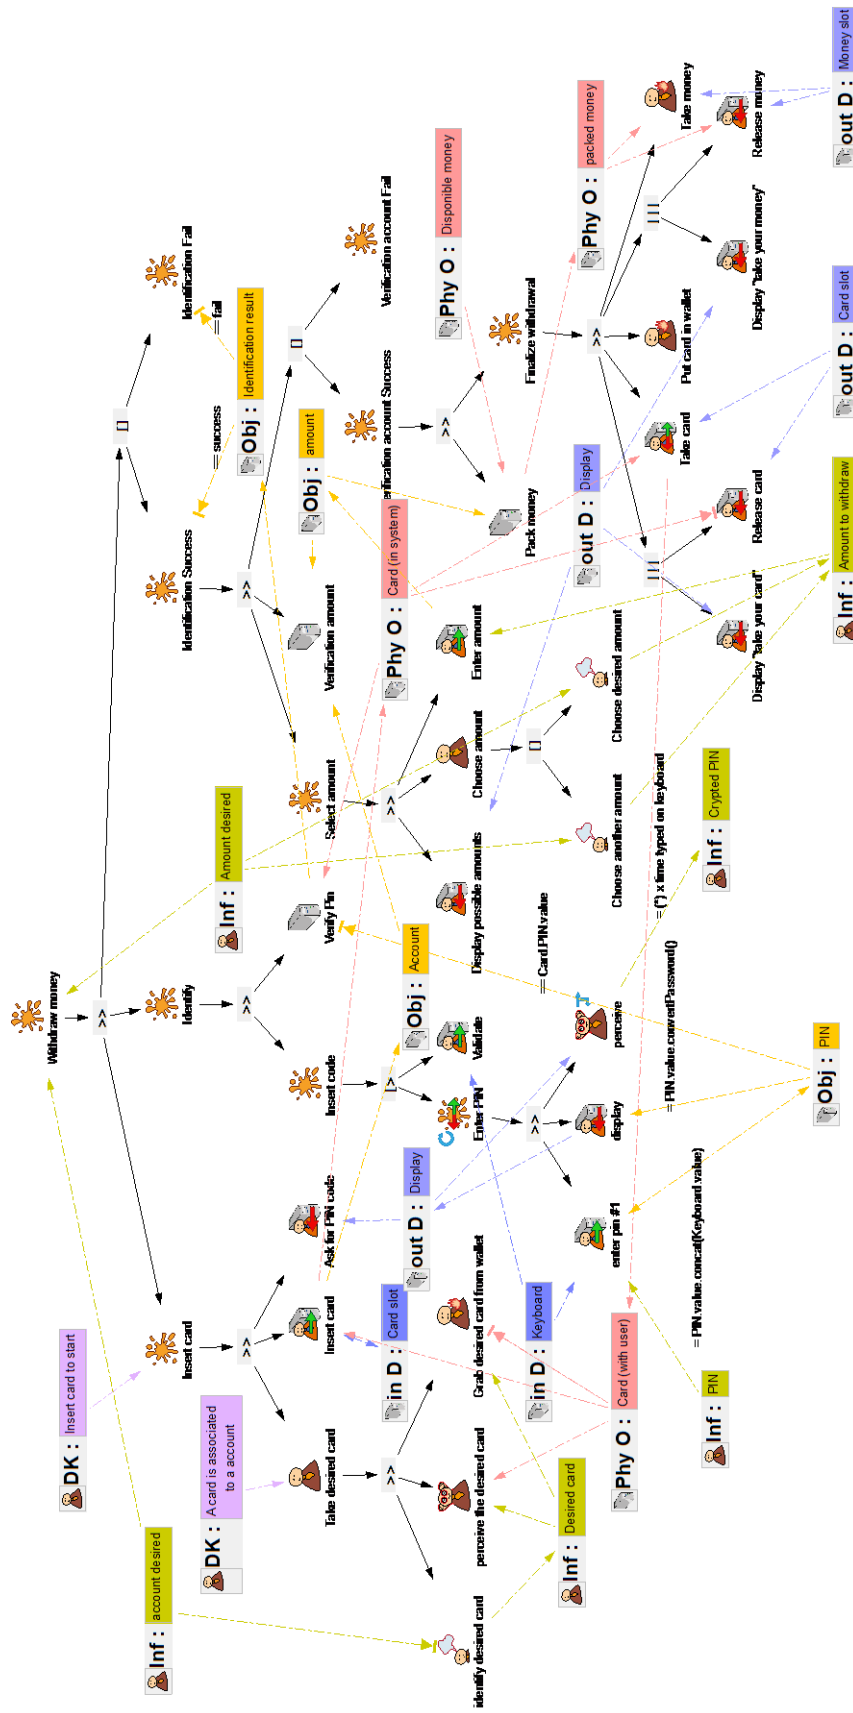 Withdraw money
>>
Inf : account desired
DK : Insert card to start
Insert card
>>
Identify
>>
[]
Identification Success
Identification Fail
== success
== fail
Obj : Identification result
DK : A card is associated
to a account
Take desired card
>>
Insert card
Ask for PIN code
Insert code
[>
Verify Pin
Inf : Amount desired
Select amount
>>
Verification amount
>>
Obj : amount
[]
Verification account Success
Verification account Fail
identify desired card
perceive the desired card
Grab desired card from wallet
in D : Card slot
out D : Display
Enter PIN
>>
Validate
Obj : Account
Display possible amounts
Choose amount
[]
Enter amount
Phy O : Card (in system)
>>
Pack money
Finalize withdrawal
>>
Phy O : Disponible money
Inf : Desired card
in D : Keyboard
enter pin #1
display
perceive
== Card.PIN.value
Choose another amount
Choose desired amount
out D : Display
Phy O : packed money
Phy O : Card (with user)
Inf : PIN
= PIN.value.concat(Keyboard.value)
= PIN.value.convertPassword()
= (*) x time typed on keyboard
Inf : Crypted PIN
|||
Display "take your card"
Release card
Take card
Put card in wallet
|||
Display "take your money"
Release money
Take money
Obj : PIN
Inf : Amount to withdraw
out D : Card slot
out D : Money slot